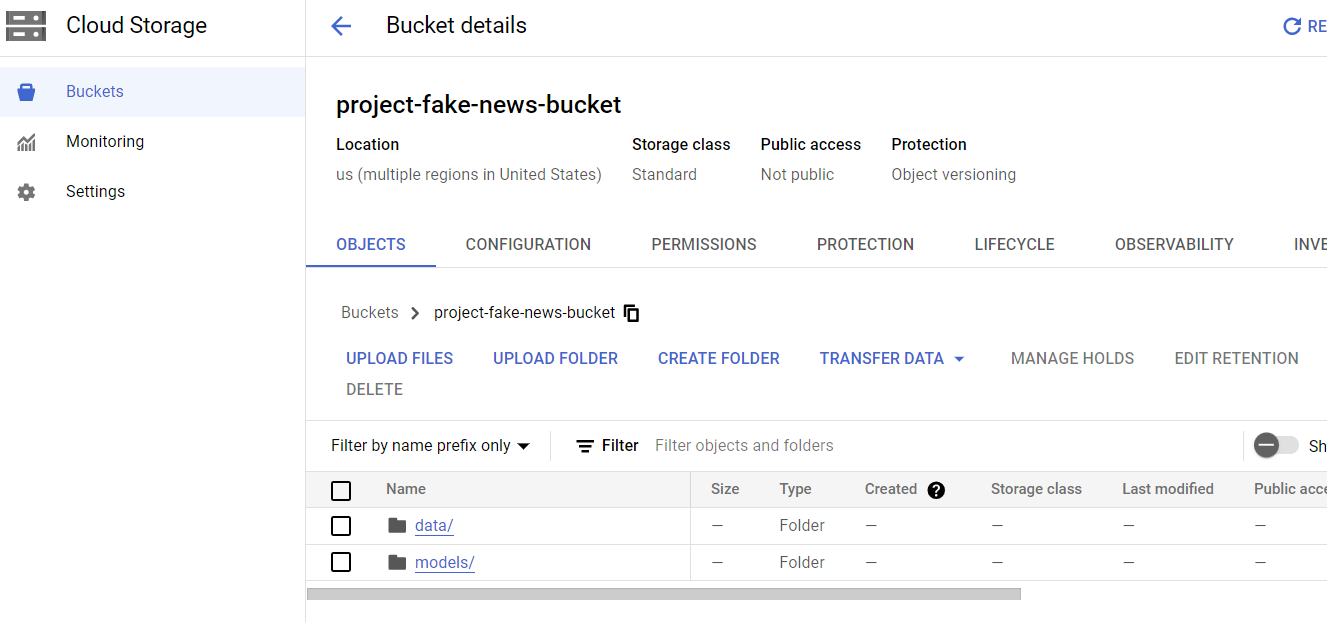 Cloud Storage
Bucket details
RE
Buckets
Monitoring
Settings
project-fake-news-bucket
Location Storage class Public access Protection
us (multiple regions in United States) Standard Not public Object versioning
OBJECTS CONFIGURATION PERMISSIONS PROTECTION LIFECYCLE OBSERVABILITY INVE
Buckets project-fake-news-bucket
UPLOAD FILES UPLOAD FOLDER CREATE FOLDER TRANSFER DATA MANAGE HOLDS EDIT RETENTION
DELETE
Filter by name prefix only Filter Filter objects and folders Sh
Name Size Type Created ? Storage class Last modified Public acce
data/ — Folder — — — —
models/ — Folder — — — —